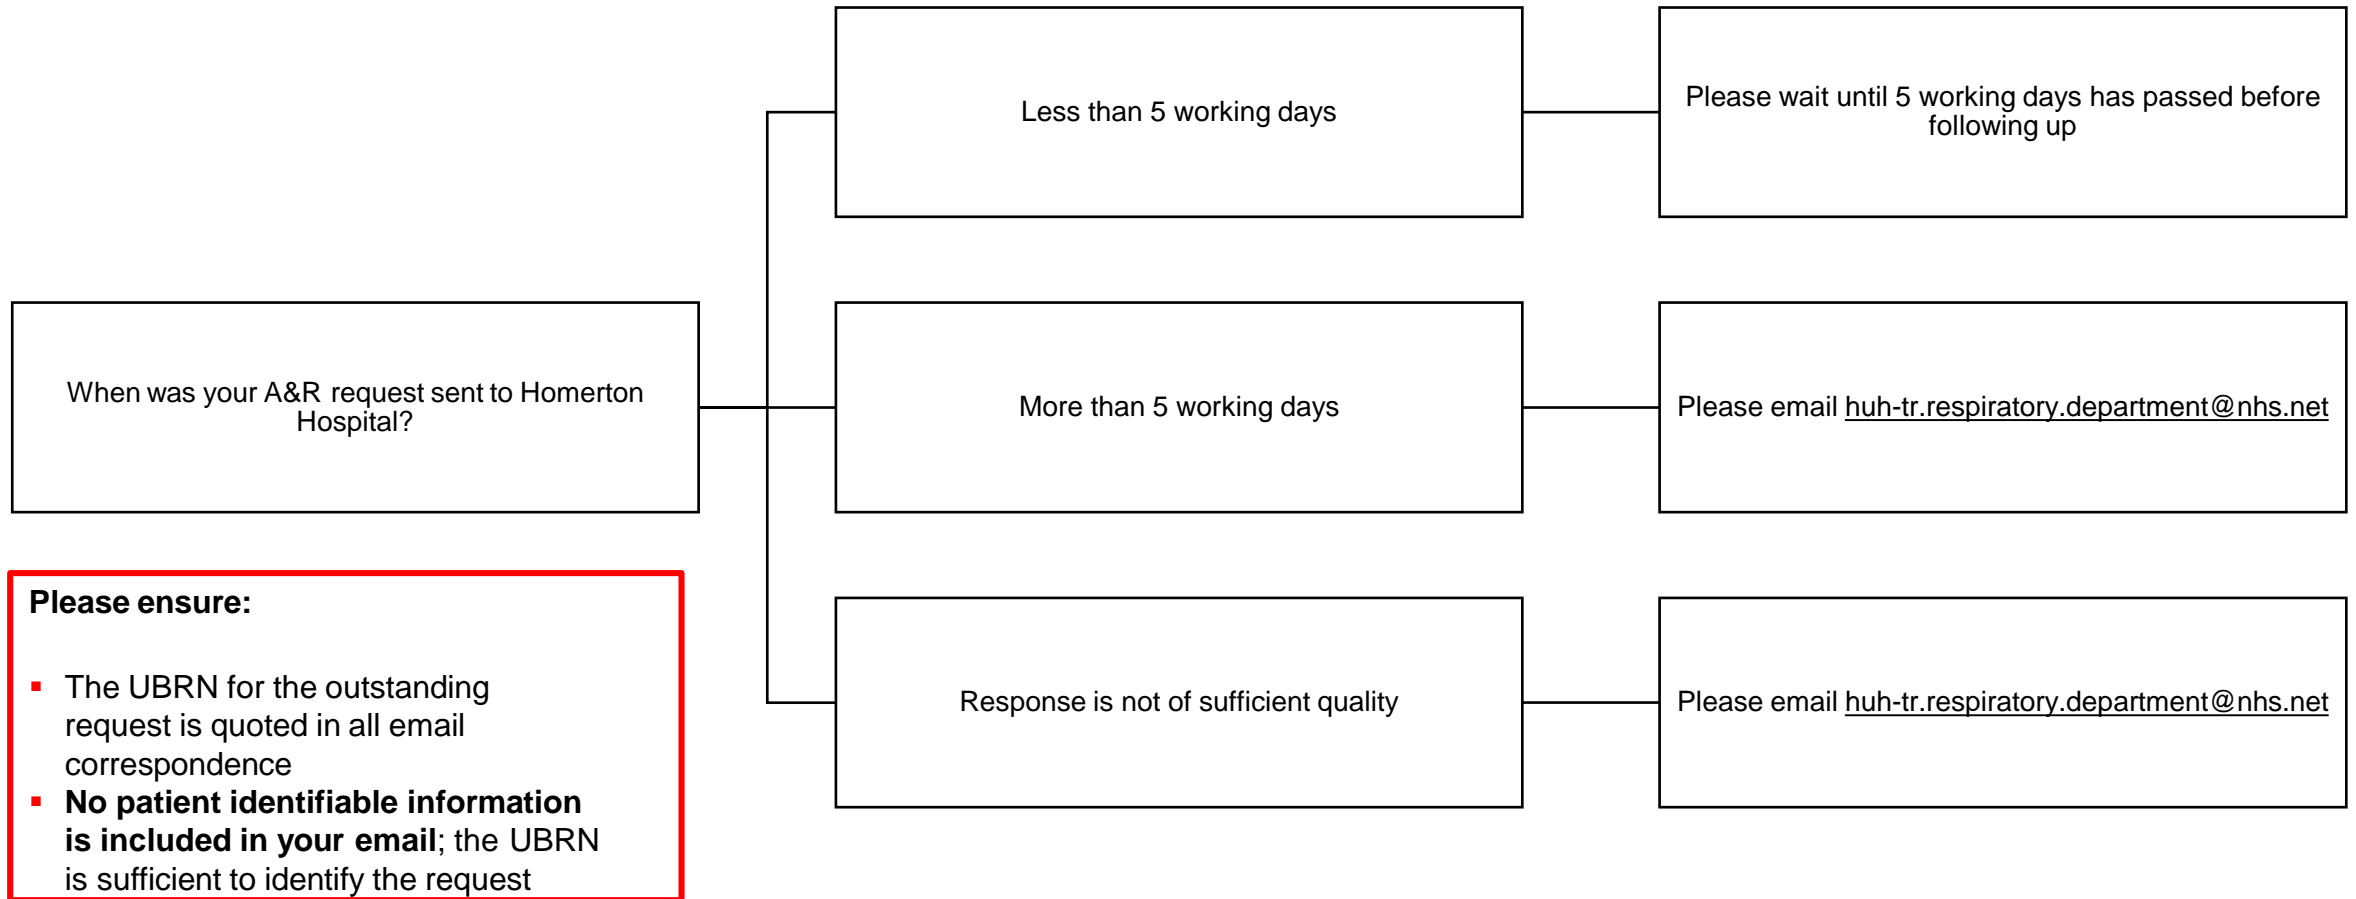 Less than 5 working days
Please wait until 5 working days has passed before
following up
When was your A&R request sent to Homerton
Hospital?
More than 5 working days
Please email huh-tr.respiratory.department@nhs.net
Please ensure:
▪ The UBRN for the outstanding
request is quoted in all email
correspondence
▪ No patient identifiable information
is included in your email; the UBRN
is sufficient to identify the request
Response is not of sufficient quality
Please email huh-tr.respiratory.department@nhs.net